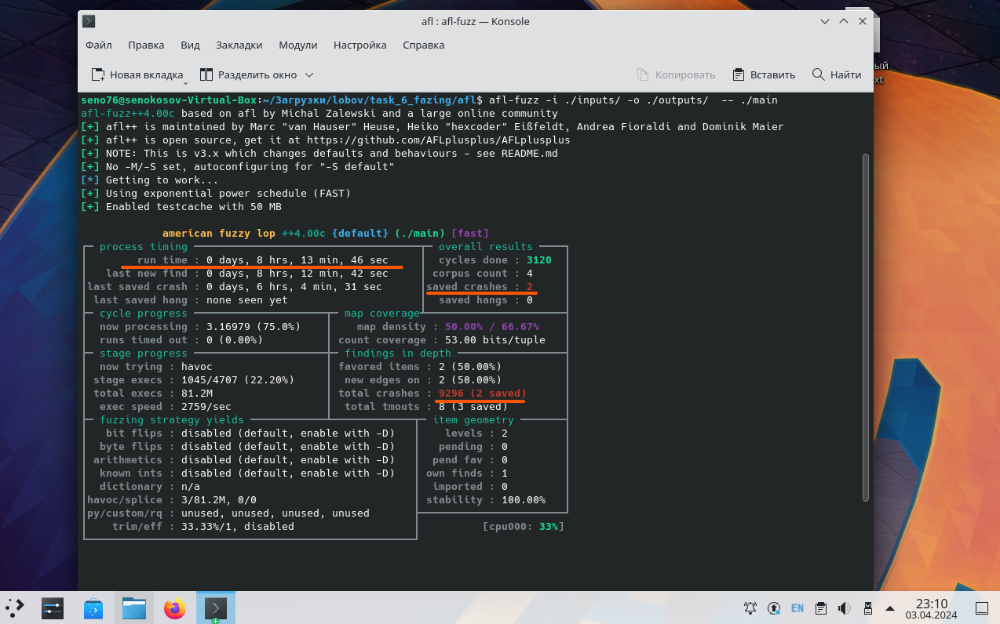 afl : afl-fuzz — Konsole
Файл Правка Вид Закладки Модули Настройка Справка
Новая вкладка Разделить окно Копировать Вставить Найти
ый
xt
seno76@senokosov-Virtual-Box:~/Загрузки/lobov/task_6_fazing/afl$ afl-fuzz -i ./inputs/ -o ./outputs/ -- ./main
afl-fuzz++4.00c based on afl by Michal Zalewski and a large online community
[+] afl++ is maintained by Marc "van Hauser" Heuse, Heiko "hexcoder" Eißfeldt, Andrea Fioraldi and Dominik Maier
[+] afl++ is open source, get it at https://github.com/AFLplusplus/AFLplusplus
[+] NOTE: This is v3.x which changes defaults and behaviours - see README.md
[+] No -M/-S set, autoconfiguring for "-S default"
[*] Getting to work...
[+] Using exponential power schedule (FAST)
[+] Enabled testcache with 50 MB
american fuzzy lop ++4.00c {default} (./main) [fast]
process timing overall results
run time : 0 days, 8 hrs, 13 min, 46 sec cycles done : 3120
last new find : 0 days, 8 hrs, 12 min, 42 sec corpus count : 4
last saved crash : 0 days, 6 hrs, 4 min, 31 sec saved crashes : 2
last saved hang : none seen yet saved hangs : 0
cycle progress map coverage
now processing : 3.16979 (75.0%) map density : 50.00% / 66.67%
runs timed out : 0 (0.00%) count coverage : 53.00 bits/tuple
stage progress findings in depth
now trying : havoc favored items : 2 (50.00%)
stage execs : 1045/4707 (22.20%) new edges on : 2 (50.00%)
total execs : 81.2M total crashes : 9296 (2 saved)
exec speed : 2759/sec total tmouts : 8 (3 saved)
fuzzing strategy yields item geometry
bit flips : disabled (default, enable with -D) levels : 2
byte flips : disabled (default, enable with -D) pending : 0
arithmetics : disabled (default, enable with -D) pend fav : 0
known ints : disabled (default, enable with -D) own finds : 1
dictionary : n/a imported : 0
havoc/splice : 3/81.2M, 0/0 stability : 100.00%
py/custom/rq : unused, unused, unused, unused
trim/eff : 33.33%/1, disabled [cpu000: 33%]
EN 23:10
03.04.2024